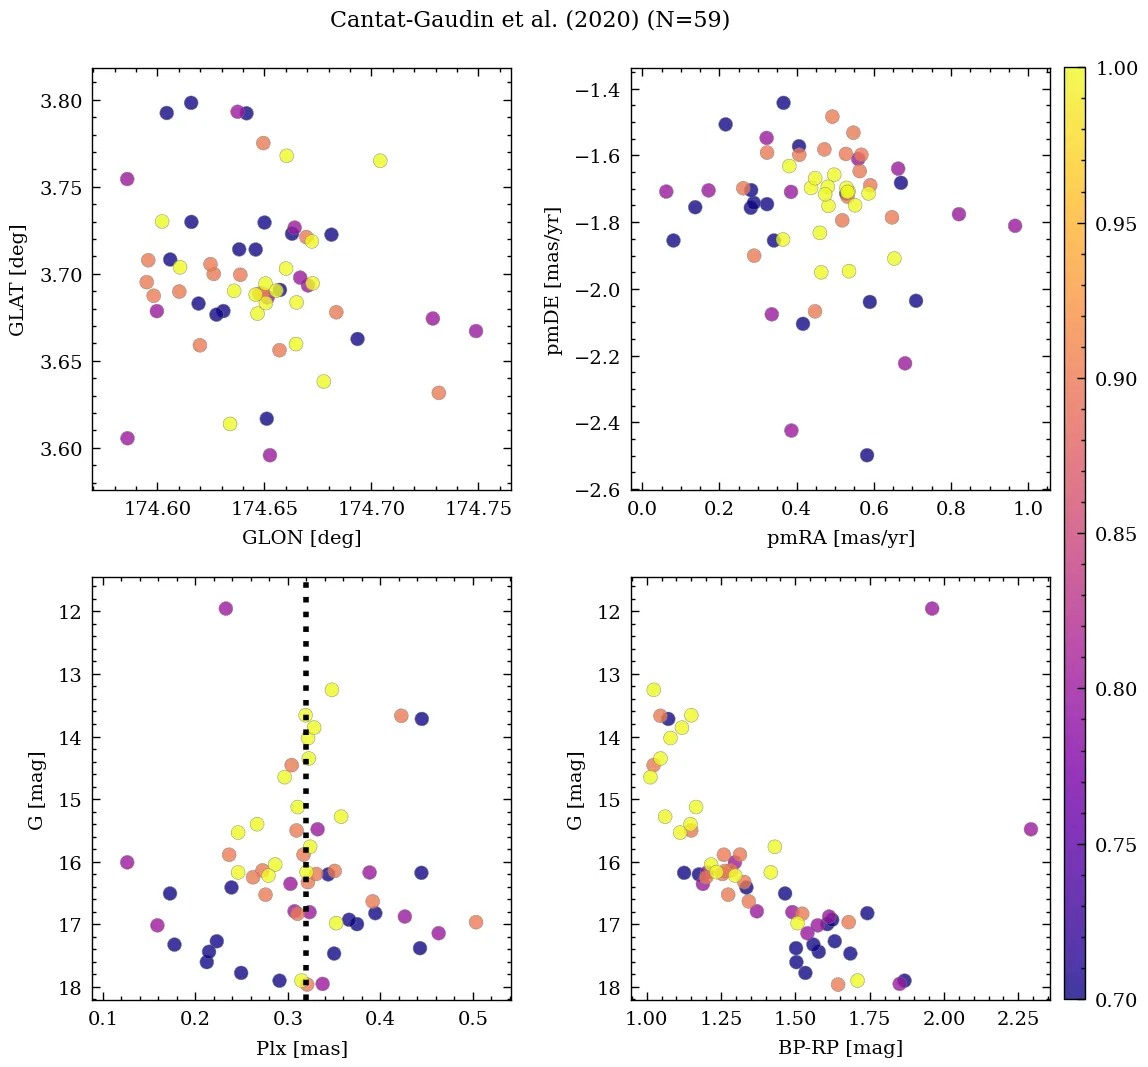 Cantat-Gaudin et al. (2020) (N=59)
3.80
3.75
3.70
3.65
3.60
GLAT [deg]
174.60 174.65 174.70 174.75
GLON [deg]
−1.4
−1.6
−1.8
−2.0
−2.2
−2.4
−2.6
pmDE [mas/yr]
0.0 0.2 0.4 0.6 0.8 1.0
pmRA [mas/yr]
12
13
14
15
16
17
18
G [mag]
0.1 0.2 0.3 0.4 0.5
Plx [mas]
12
13
14
15
16
17
18
G [mag]
1.00 1.25 1.50 1.75 2.00 2.25
BP-RP [mag]
1.00
0.95
0.90
0.85
0.80
0.75
0.70